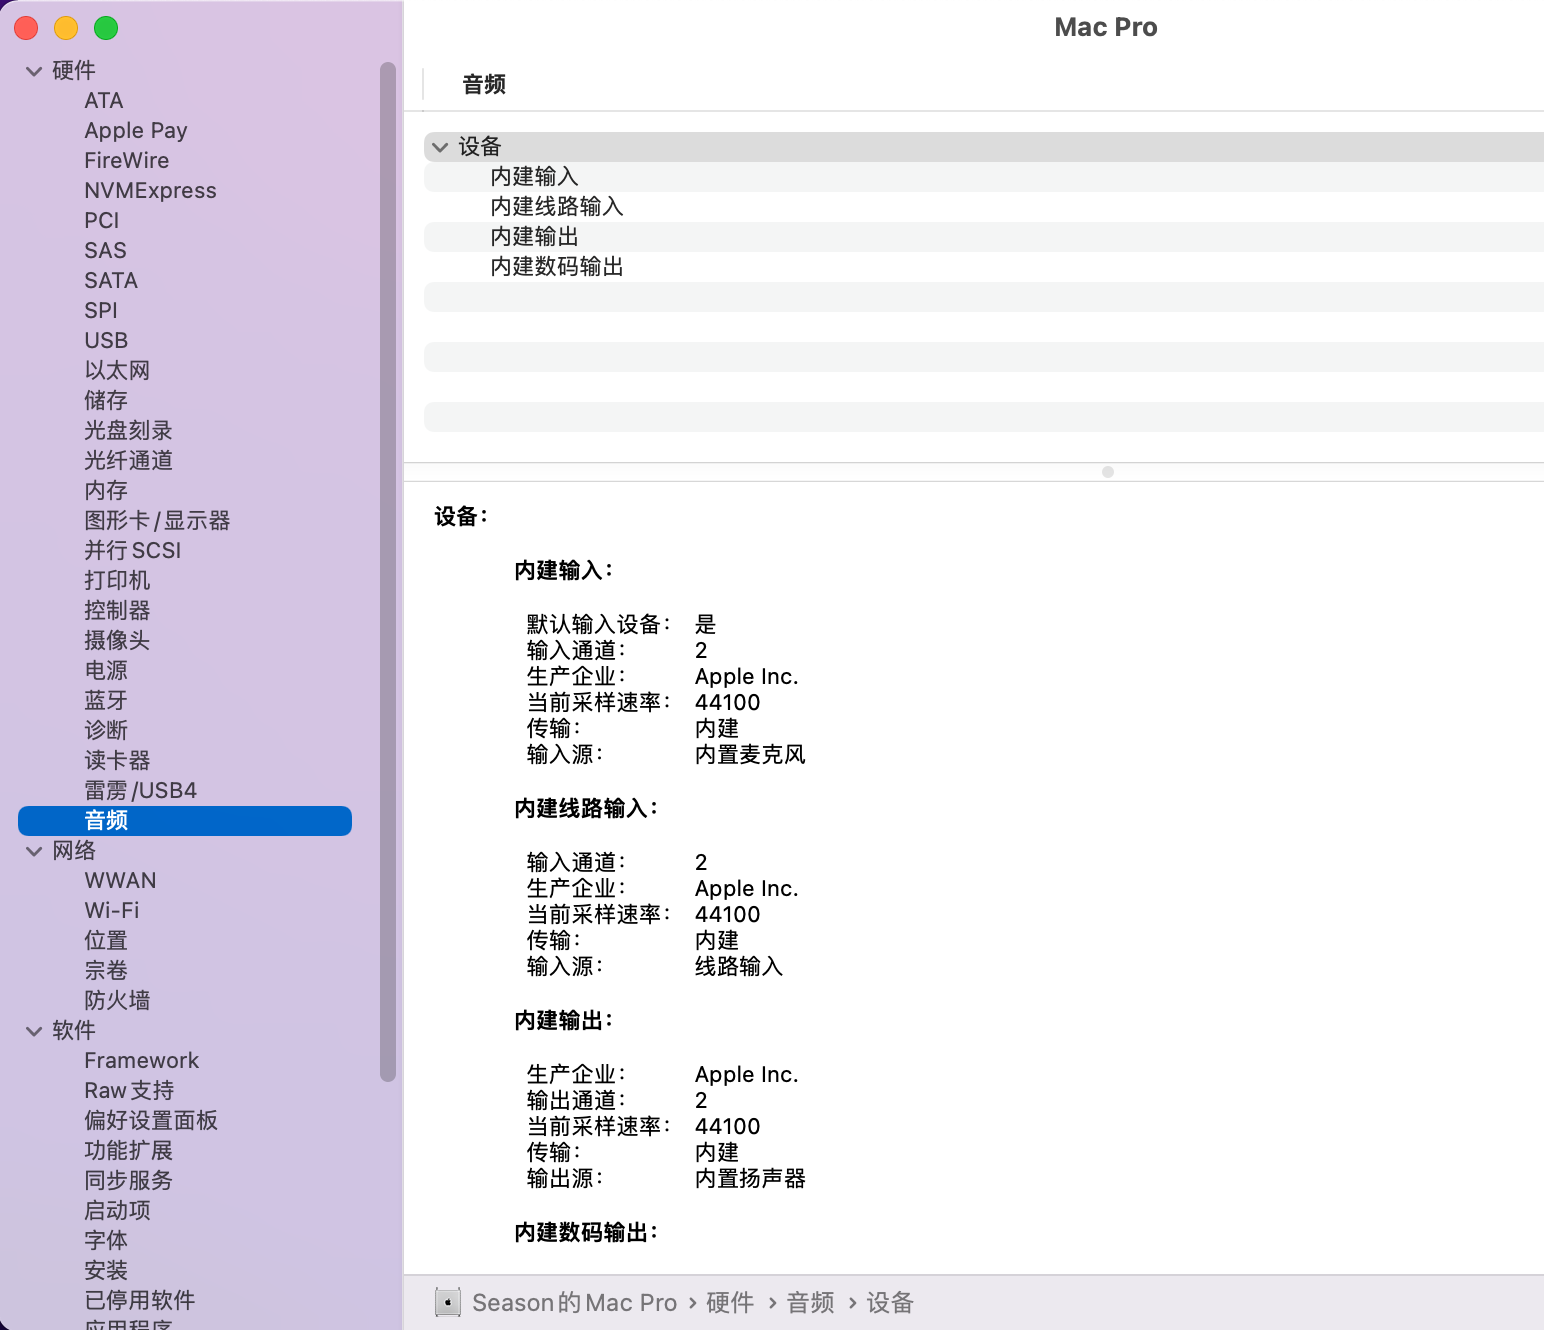 Mac Pro
硬件
ATA
Apple Pay
FireWire
NVMExpress
PCI
SAS
SATA
SPI
USB
以太网
储存
光盘刻录
光纤通道
内存
图形卡/显示器
并行SCSI
打印机
控制器
摄像头
电源
蓝牙
诊断
读卡器
雷雳/USB4
音频
网络
WWAN
Wi-Fi
位置
宗卷
防火墙
软件
Framework
Raw支持
偏好设置面板
功能扩展
同步服务
启动项
字体
安装
已停用软件
应用程序
音频
设备
内建输入
内建线路输入
内建输出
内建数码输出
设备：
内建输入：
默认输入设备： 是
输入通道： 2
生产企业： Apple Inc.
当前采样速率： 44100
传输： 内建
输入源： 内置麦克风
内建线路输入：
输入通道： 2
生产企业： Apple Inc.
当前采样速率： 44100
传输： 内建
输入源： 线路输入
内建输出：
生产企业： Apple Inc.
输出通道： 2
当前采样速率： 44100
传输： 内建
输出源： 内置扬声器
内建数码输出：
Season的Mac Pro › 硬件 › 音频 › 设备